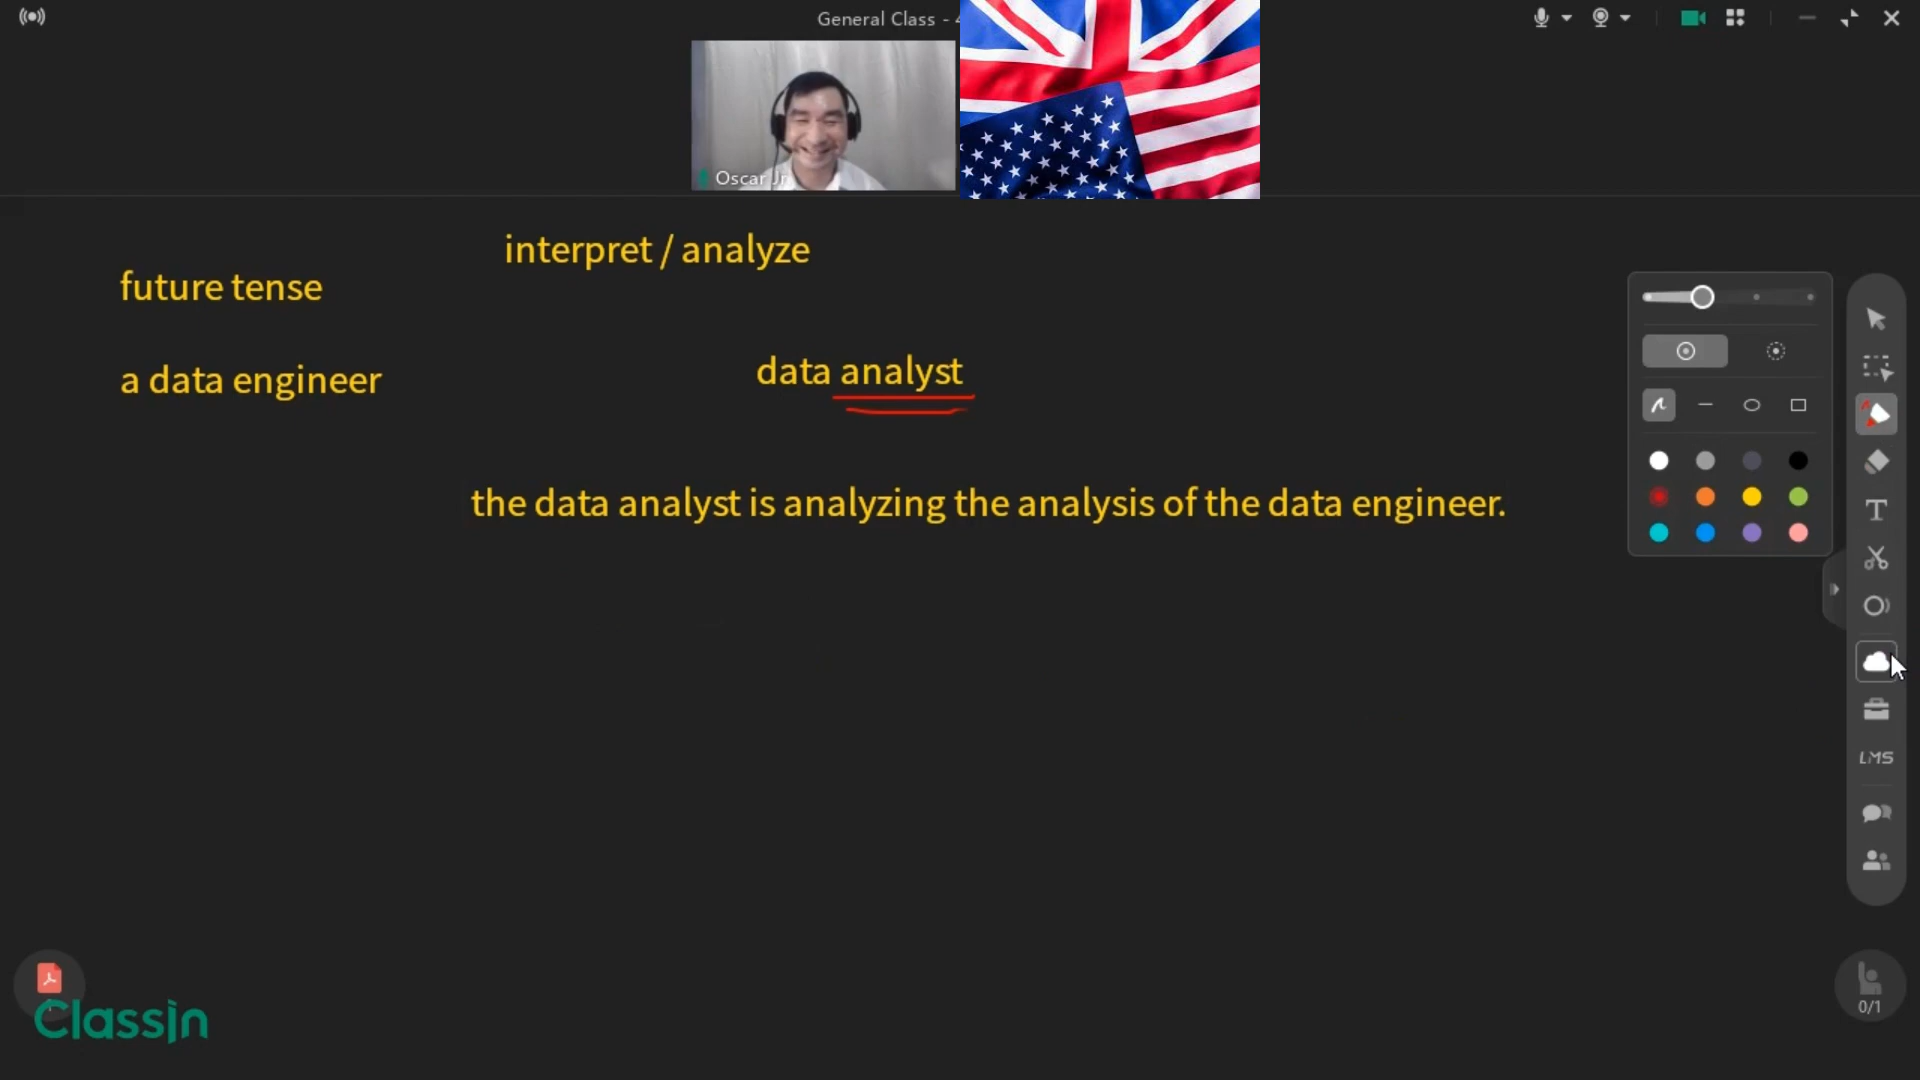 General Class - 4
Oscar Jr
interpret / analyze
future tense
data analyst
a data engineer
the data analyst is analyzing the analysis of the data engineer.
T
LMS
ClassIn
0/1